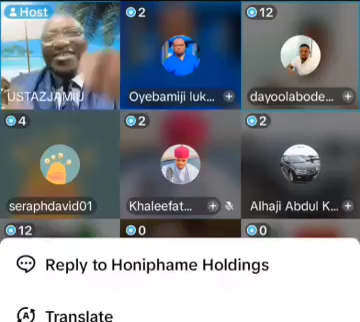 Host
2
12
USTAZJAMIU
Oyebamiji luk...
dayoolabode...
4
2
2
seraphdavid01
Khaleefat...
Alhaji Abdul K...
12
0
0
Reply to Honiphame Holdings
Translate